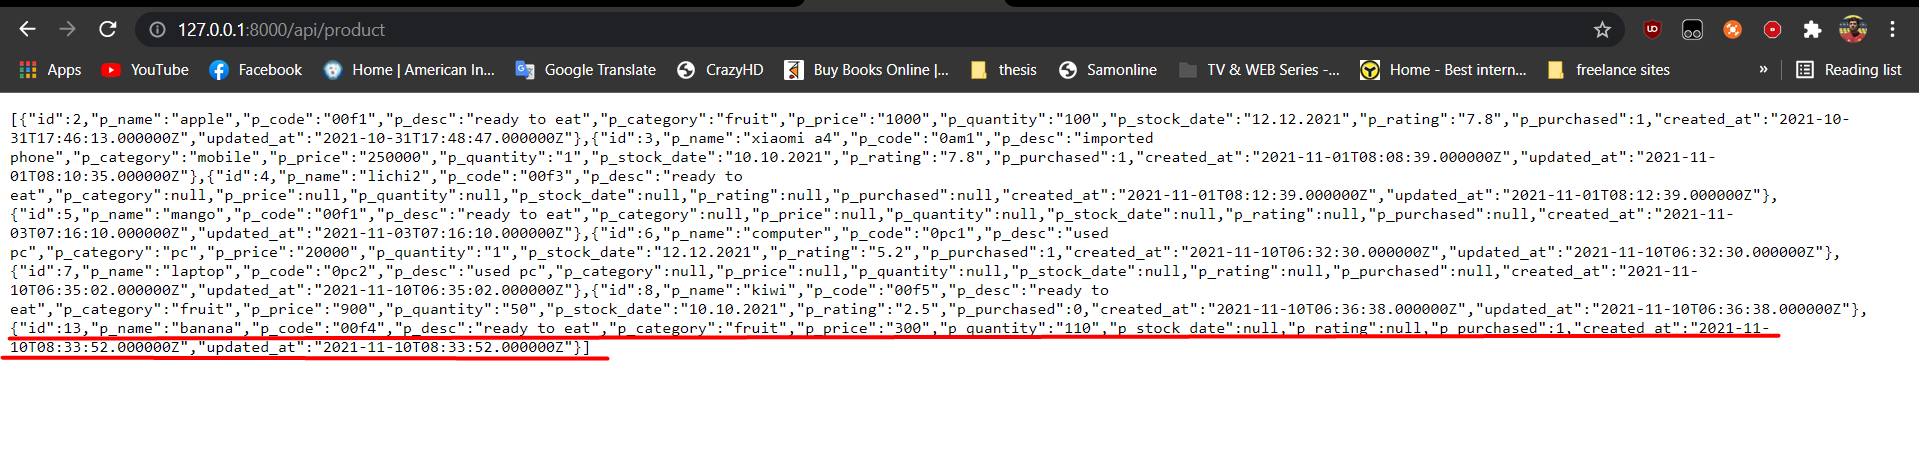 127.0.0.1:8000/api/product
Apps YouTube Facebook Home | American In... Google Translate CrazyHD Buy Books Online |... thesis Samonline TV & WEB Series -... Home - Best intern... freelance sites » Reading list
[{"id":2,"p_name":"apple","p_code":"00f1","p_desc":"ready to eat","p_category":"fruit","p_price":"1000","p_quantity":"100","p_stock_date":"12.12.2021","p_rating":"7.8","p_purchased":1,"created_at":"2021-10-
31T17:46:13.000000Z","updated_at":"2021-10-31T17:48:47.000000Z"},{"id":3,"p_name":"xiaomi a4","p_code":"0am1","p_desc":"imported
phone","p_category":"mobile","p_price":"250000","p_quantity":"1","p_stock_date":"10.10.2021","p_rating":"7.8","p_purchased":1,"created_at":"2021-11-01T08:08:39.000000Z","updated_at":"2021-11-
01T08:10:35.000000Z"},{"id":4,"p_name":"lichi2","p_code":"00f3","p_desc":"ready to
eat","p_category":null,"p_price":null,"p_quantity":null,"p_stock_date":null,"p_rating":null,"p_purchased":null,"created_at":"2021-11-01T08:12:39.000000Z","updated_at":"2021-11-01T08:12:39.000000Z"},
{"id":5,"p_name":"mango","p_code":"00f1","p_desc":"ready to eat","p_category":null,"p_price":null,"p_quantity":null,"p_stock_date":null,"p_rating":null,"p_purchased":null,"created_at":"2021-11-
03T07:16:10.000000Z","updated_at":"2021-11-03T07:16:10.000000Z"},{"id":6,"p_name":"computer","p_code":"0pc1","p_desc":"used
pc","p_category":"pc","p_price":"20000","p_quantity":"1","p_stock_date":"12.12.2021","p_rating":"5.2","p_purchased":1,"created_at":"2021-11-10T06:32:30.000000Z","updated_at":"2021-11-10T06:32:30.000000Z"},
{"id":7,"p_name":"laptop","p_code":"0pc2","p_desc":"used pc","p_category":null,"p_price":null,"p_quantity":null,"p_stock_date":null,"p_rating":null,"p_purchased":null,"created_at":"2021-11-
10T06:35:02.000000Z","updated_at":"2021-11-10T06:35:02.000000Z"},{"id":8,"p_name":"kiwi","p_code":"00f5","p_desc":"ready to
eat","p_category":"fruit","p_price":"900","p_quantity":"50","p_stock_date":"10.10.2021","p_rating":"2.5","p_purchased":0,"created_at":"2021-11-10T06:36:38.000000Z","updated_at":"2021-11-10T06:36:38.000000Z"},
{"id":13,"p_name":"banana","p_code":"00f4","p_desc":"ready to eat","p_category":"fruit","p_price":"300","p_quantity":"110","p_stock_date":null,"p_rating":null,"p_purchased":1,"created_at":"2021-11-
10T08:33:52.000000Z","updated_at":"2021-11-10T08:33:52.000000Z"}]